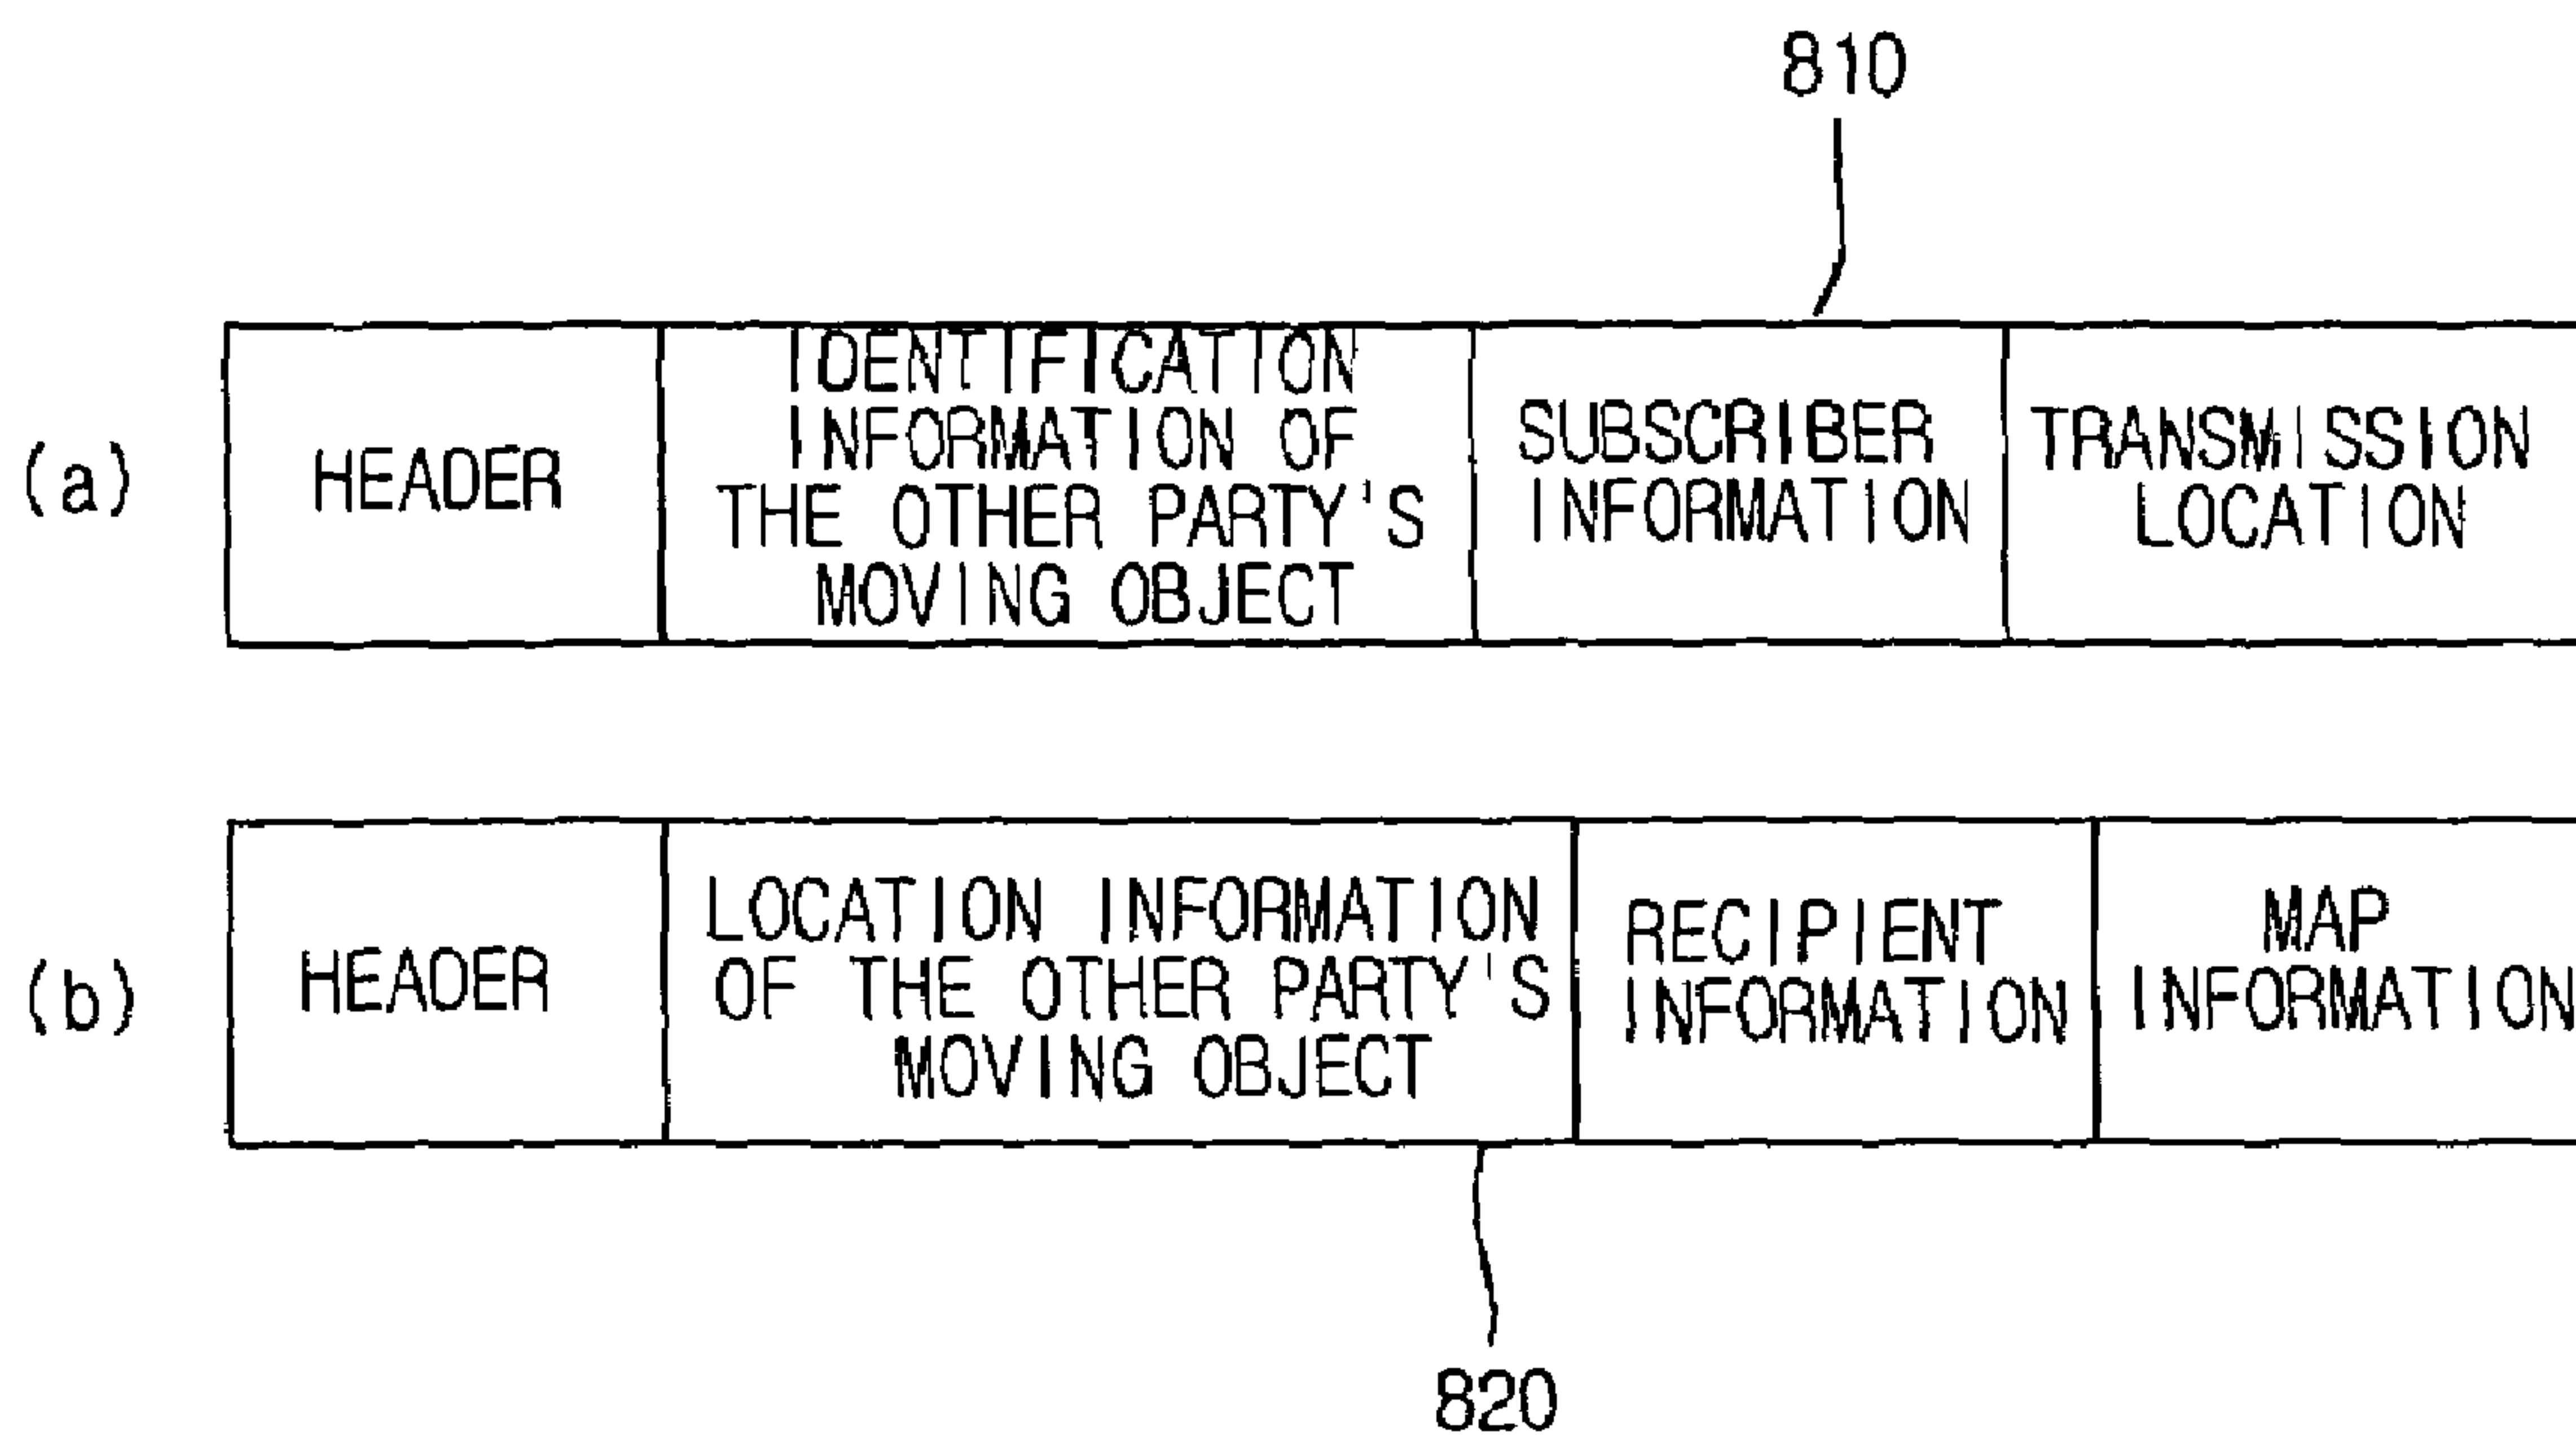 810
(a)
HEADER
IDENTIFICATION
INFORMATION OF
THE OTHER PARTY'S
MOVING OBJECT
SUBSCRIBER
INFORMATION
TRANSMISSION
LOCATION
(b)
HEADER
LOCATION INFORMATION
OF THE OTHER PARTY'S
MOVING OBJECT
RECIPIENT
INFORMATION
MAP
INFORMATION
820